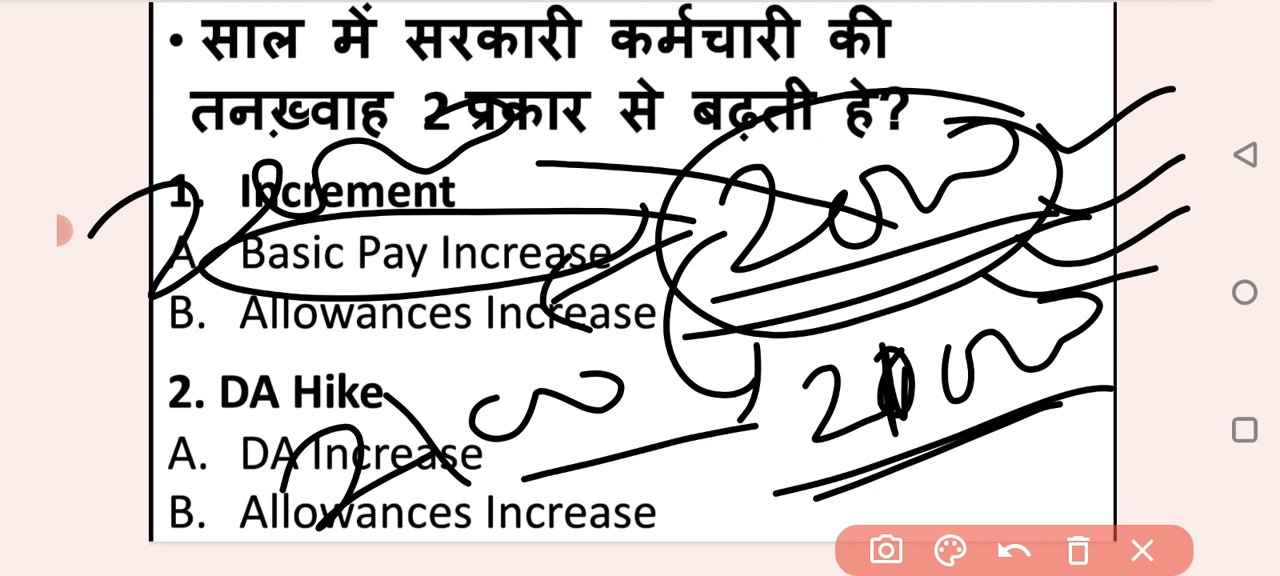 • साल में सरकारी कर्मचारी की
तनख़्वाह 2 प्रकार से बढ़ती हे?
1. Increment
A. Basic Pay Increase
B. Allowances Increase
2. DA Hike
A. DA Increase
B. Allowances Increase